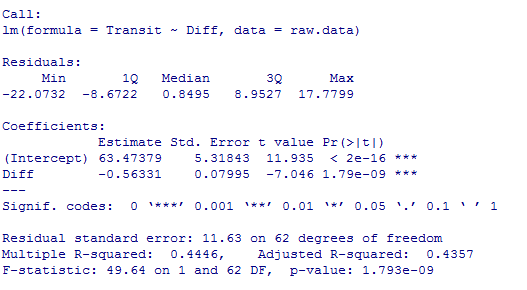 Call:
lm(formula = Transit ~ Diff, data = raw.data)
Residuals:
Min 1Q Median 3Q Max
-22.0732 -8.6722 0.8495 8.9527 17.7799
Coefficients:
Estimate Std. Error t value Pr(>|t|)
(Intercept) 63.47379 5.31843 11.935 < 2e-16 ***
Diff -0.56331 0.07995 -7.046 1.79e-09 ***
---
Signif. codes: 0 ‘***’ 0.001 ‘**’ 0.01 ‘*’ 0.05 ‘.’ 0.1 ‘ ’ 1
Residual standard error: 11.63 on 62 degrees of freedom
Multiple R-squared: 0.4446, Adjusted R-squared: 0.4357
F-statistic: 49.64 on 1 and 62 DF, p-value: 1.793e-09